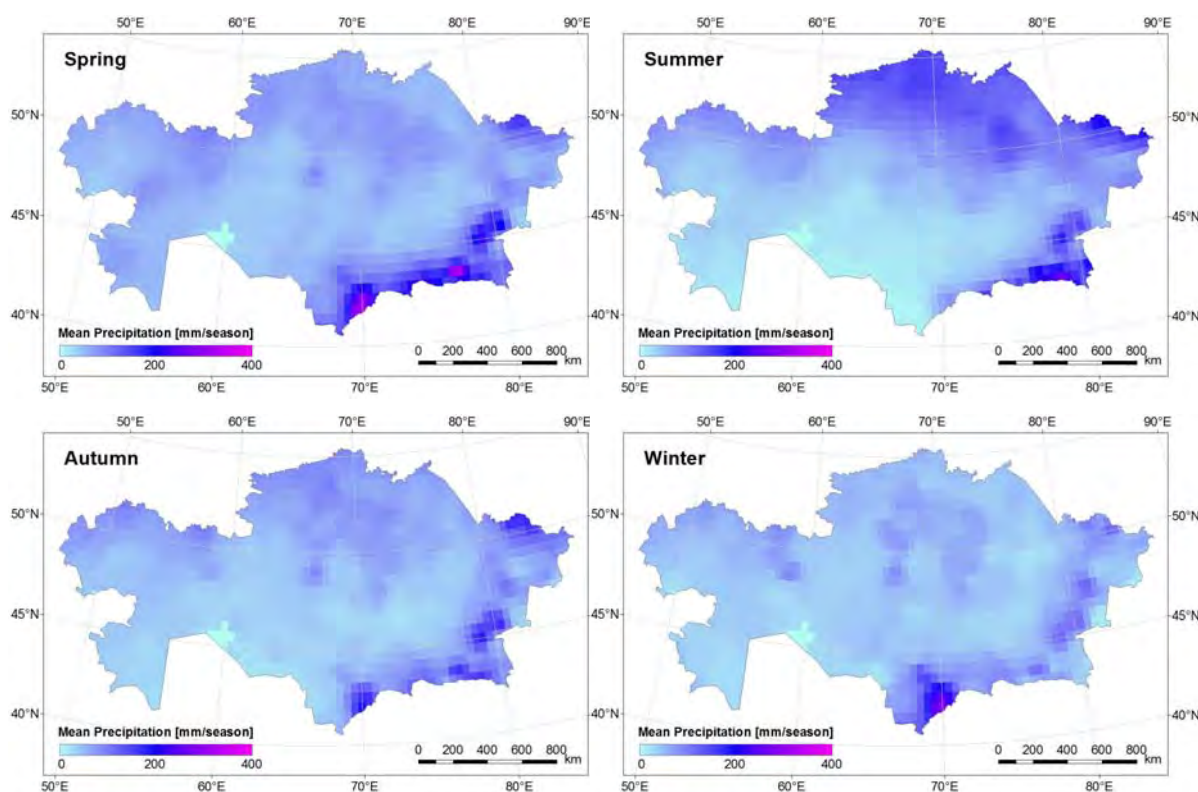 50°E 60°E 70°E 80°E 90°E 50°E 60°E 70°E 80°E 90°E
Spring
Summer
50°N 50°N 50°N
45°N 45°N 45°N
40°N 40°N 40°N
Mean Precipitation [mm/season]
0 200 400
0 200 400 600 800
km
Mean Precipitation [mm/season]
0 200 400
0 200 400 600 800
km
50°E 60°E 70°E 80°E 50°E 60°E 70°E 80°E
50°E 60°E 70°E 80°E 90°E 50°E 60°E 70°E 80°E 90°E
Autumn
Winter
50°N 50°N 50°N
45°N 45°N 45°N
40°N 40°N 40°N
Mean Precipitation [mm/season]
0 200 400
0 200 400 600 800
km
Mean Precipitation [mm/season]
0 200 400
0 200 400 600 800
km
50°E 60°E 70°E 80°E 50°E 60°E 70°E 80°E